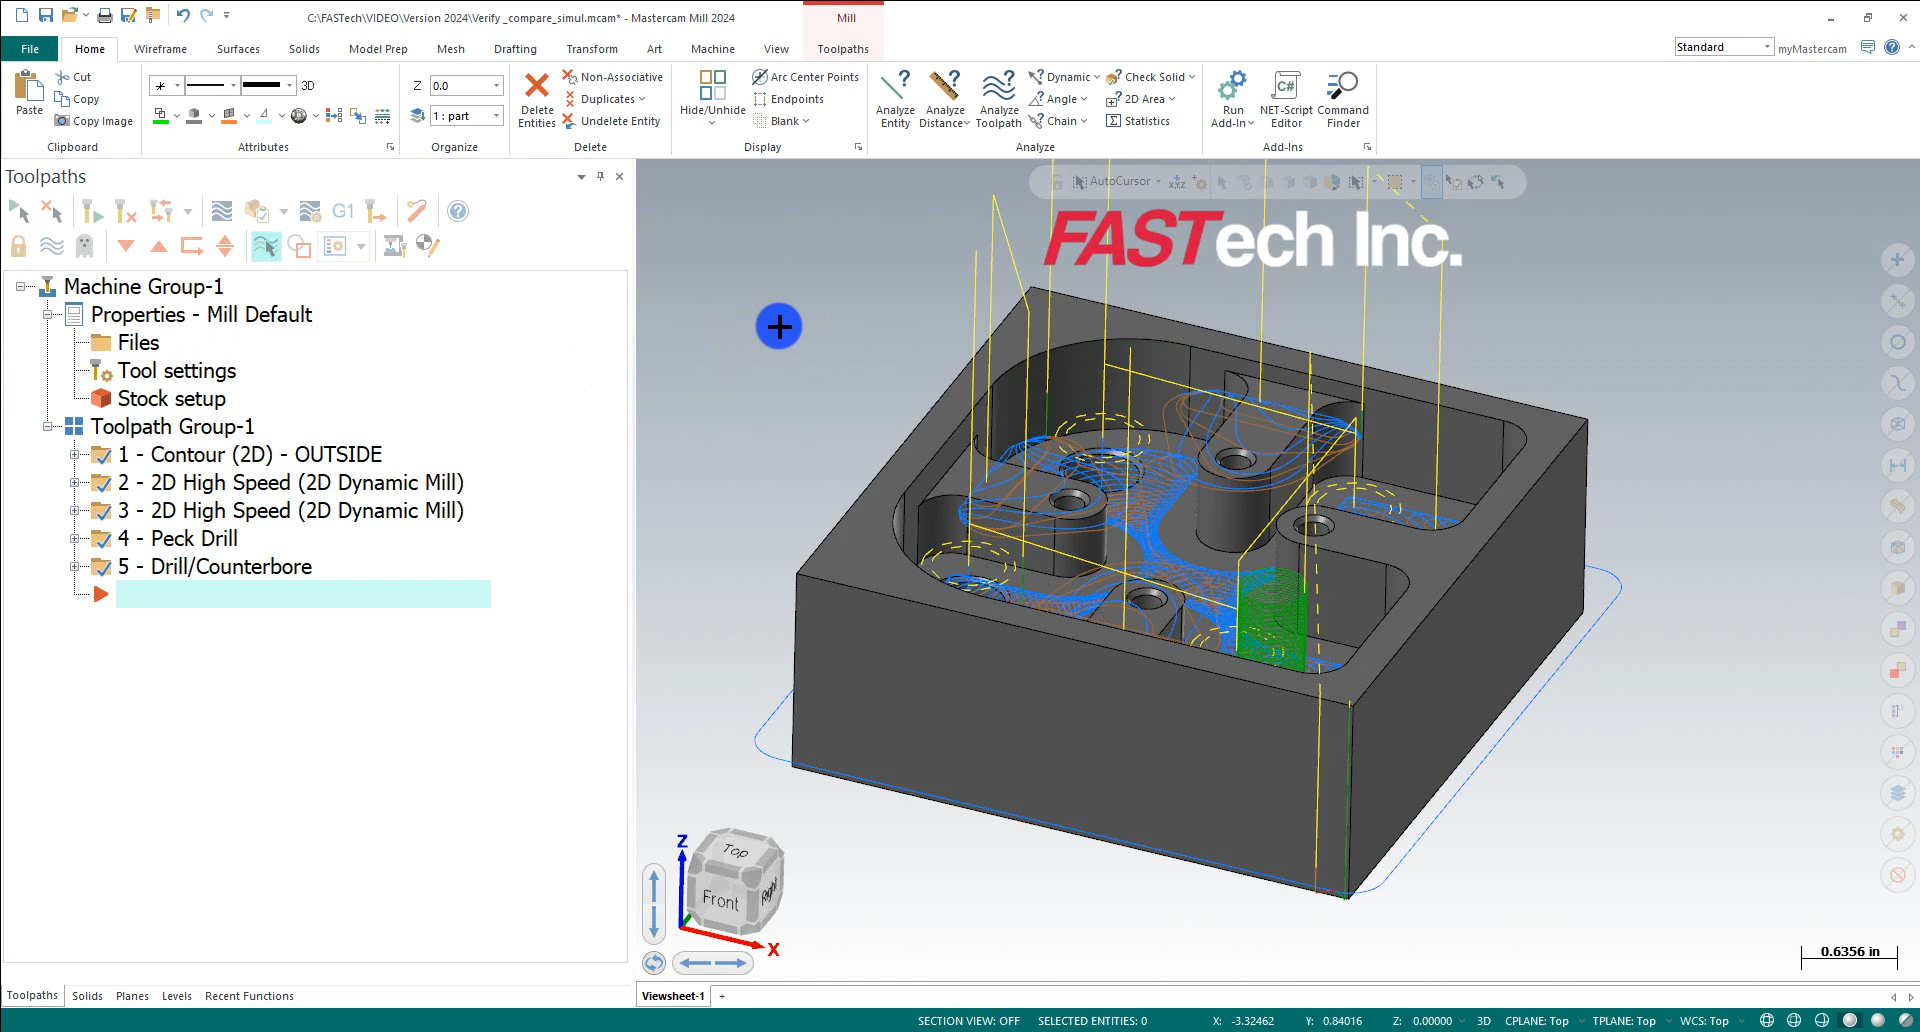 C:\FASTech\VIDEO\Version 2024\Verify _compare_simul.mcam* - Mastercam Mill 2024
Mill
File Home Wireframe Surfaces Solids Model Prep Mesh Drafting Transform Art Machine View Toolpaths
Standard myMastercam
Paste
Cut
Copy
Copy Image
Clipboard
3D
Attributes
Z 0.0
1 : part
Organize
Delete Entities
Non-Associative
Duplicates
Undelete Entity
Delete
Hide/Unhide
Arc Center Points
Endpoints
Blank
Display
Analyze Entity
Analyze Distance
Analyze Toolpath
Dynamic
Angle
Chain
Check Solid
2D Area
Statistics
Analyze
Run Add-In
C#
NET-Script Editor
Command Finder
Add-Ins
Toolpaths
G1
Machine Group-1
Properties - Mill Default
Files
Tool settings
Stock setup
Toolpath Group-1
1 - Contour (2D) - OUTSIDE
2 - 2D High Speed (2D Dynamic Mill)
3 - 2D High Speed (2D Dynamic Mill)
4 - Peck Drill
5 - Drill/Counterbore
AutoCursor
FASTech Inc.
Z
Top
Front
Right
X
0.6356 in
Toolpaths Solids Planes Levels Recent Functions
Viewsheet-1 +
SECTION VIEW: OFF SELECTED ENTITIES: 0 X: -3.32462 Y: 0.84016 Z: 0.00000 3D CPLANE: Top TPLANE: Top WCS: Top